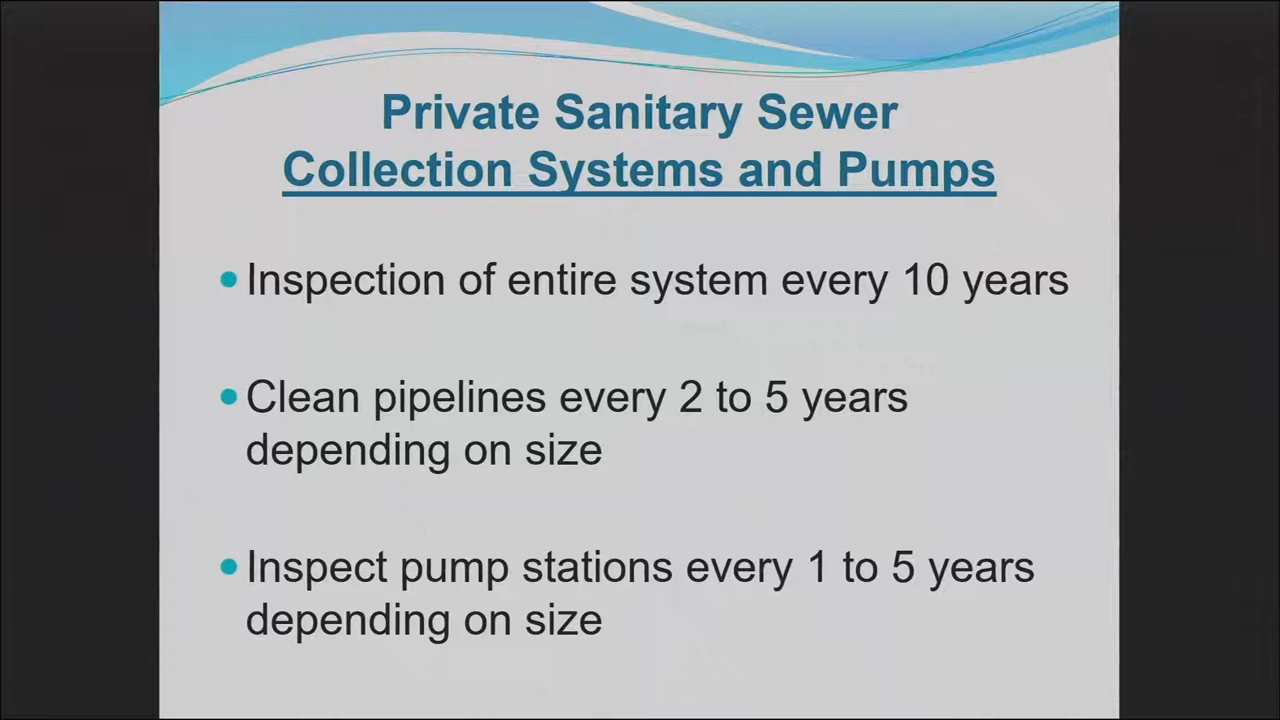 Private Sanitary Sewer
Collection Systems and Pumps
• Inspection of entire system every 10 years
• Clean pipelines every 2 to 5 years
depending on size
• Inspect pump stations every 1 to 5 years
depending on size